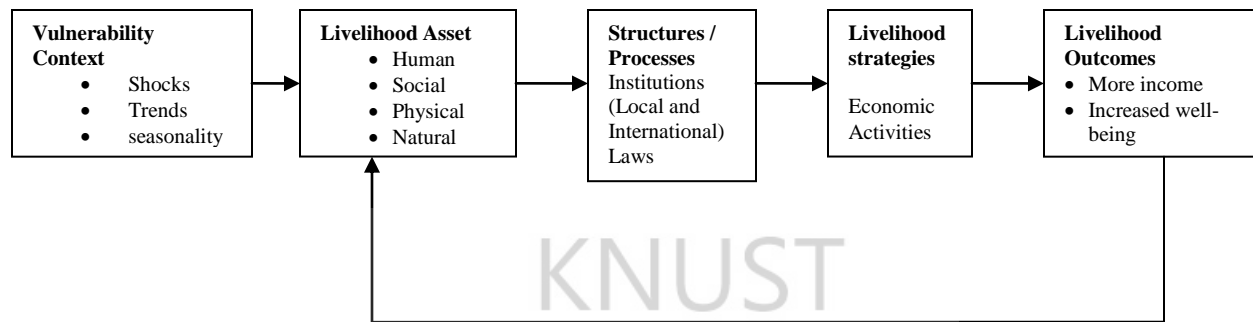 Vulnerability
Context
• Shocks
• Trends
• seasonality
Livelihood Asset
• Human
• Social
• Physical
• Natural
Structures /
Processes
Institutions
(Local and
International)
Laws
Livelihood
strategies
Economic
Activities
Livelihood
Outcomes
• More income
• Increased well-
being
KNUST